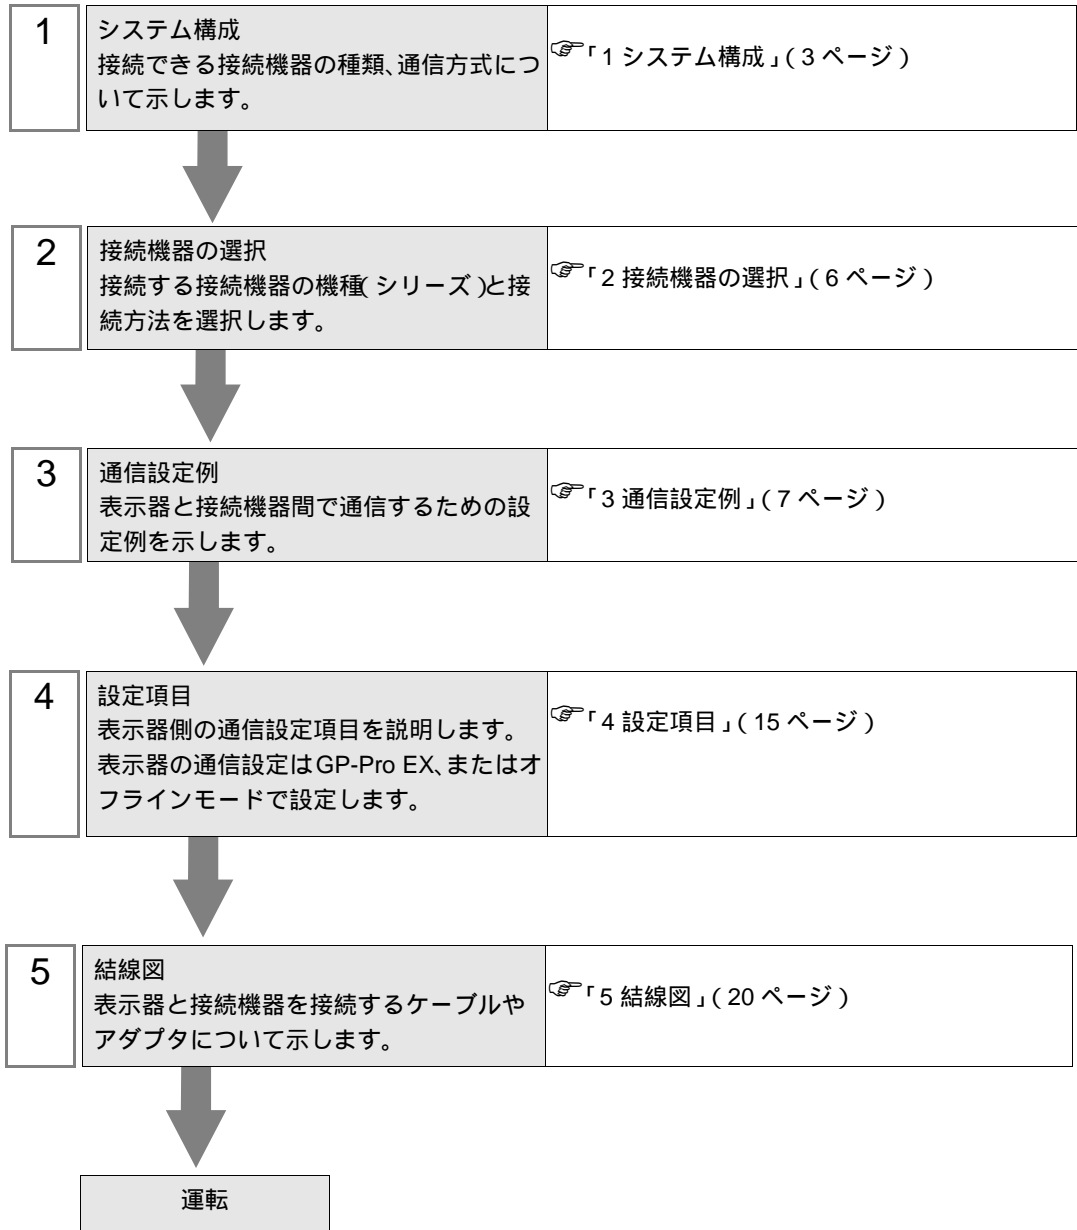 1
システム構成
接続できる接続機器の種類、通信方式につ
いて示します。
☞「1 システム構成」( 3 ページ )
2
接続機器の選択
接続する接続機器の機種( シリーズ )と接
続方法を選択します。
☞「2 接続機器の選択」( 6 ページ )
3
通信設定例
表示器と接続機器間で通信するための設
定例を示します。
☞「3 通信設定例」( 7 ページ )
4
設定項目
表示器側の通信設定項目を説明します。
表示器の通信設定はGP-Pro EX、またはオ
フラインモードで設定します。
☞「4 設定項目」( 15 ページ )
5
結線図
表示器と接続機器を接続するケーブルや
アダプタについて示します。
☞「5 結線図」( 20 ページ )
運転